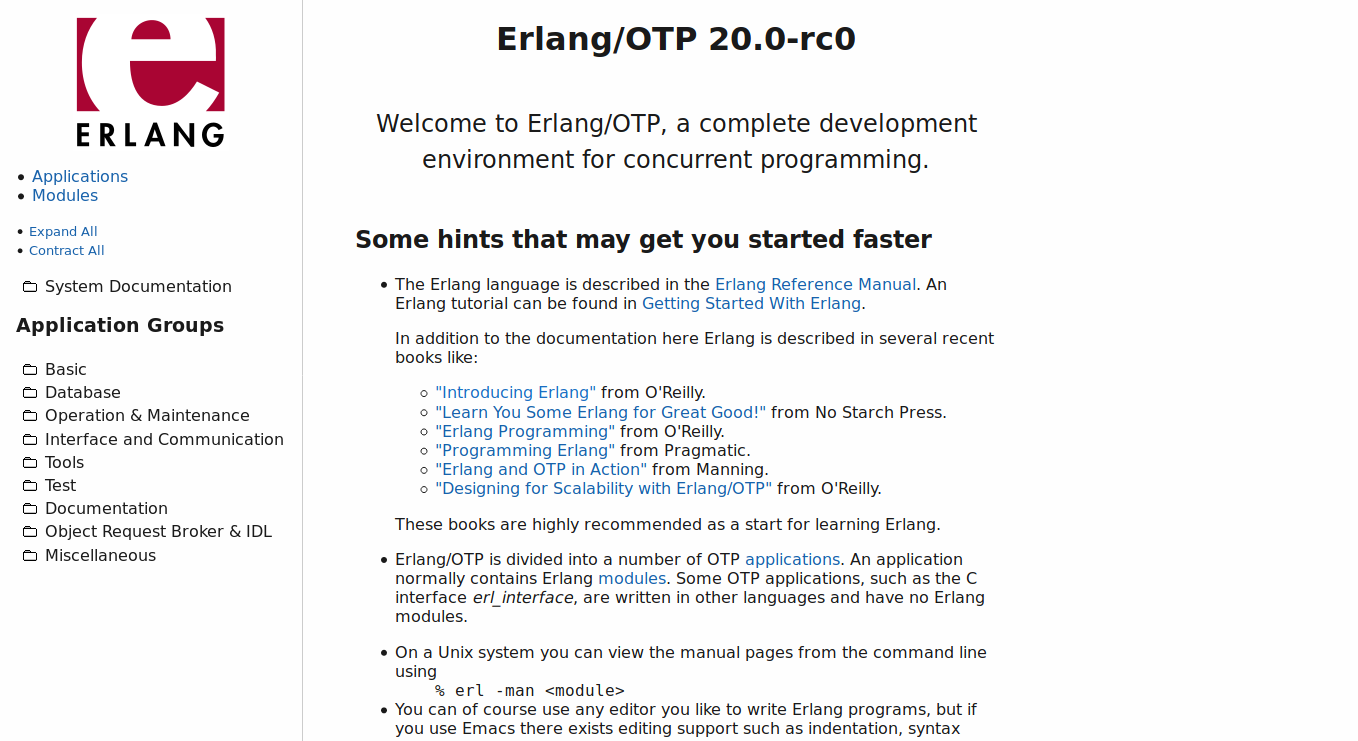 ERLANG
Applications
Modules
Expand All
Contract All
System Documentation
Application Groups
Basic
Database
Operation & Maintenance
Interface and Communication
Tools
Test
Documentation
Object Request Broker & IDL
Miscellaneous
Erlang/OTP 20.0-rc0
Welcome to Erlang/OTP, a complete development
environment for concurrent programming.
Some hints that may get you started faster
The Erlang language is described in the Erlang Reference Manual. An
Erlang tutorial can be found in Getting Started With Erlang.
In addition to the documentation here Erlang is described in several recent
books like:
"Introducing Erlang" from O'Reilly.
"Learn You Some Erlang for Great Good!" from No Starch Press.
"Erlang Programming" from O'Reilly.
"Programming Erlang" from Pragmatic.
"Erlang and OTP in Action" from Manning.
"Designing for Scalability with Erlang/OTP" from O'Reilly.
These books are highly recommended as a start for learning Erlang.
Erlang/OTP is divided into a number of OTP applications. An application
normally contains Erlang modules. Some OTP applications, such as the C
interface erl_interface, are written in other languages and have no Erlang
modules.
On a Unix system you can view the manual pages from the command line
using
% erl -man <module>
You can of course use any editor you like to write Erlang programs, but if
you use Emacs there exists editing support such as indentation, syntax